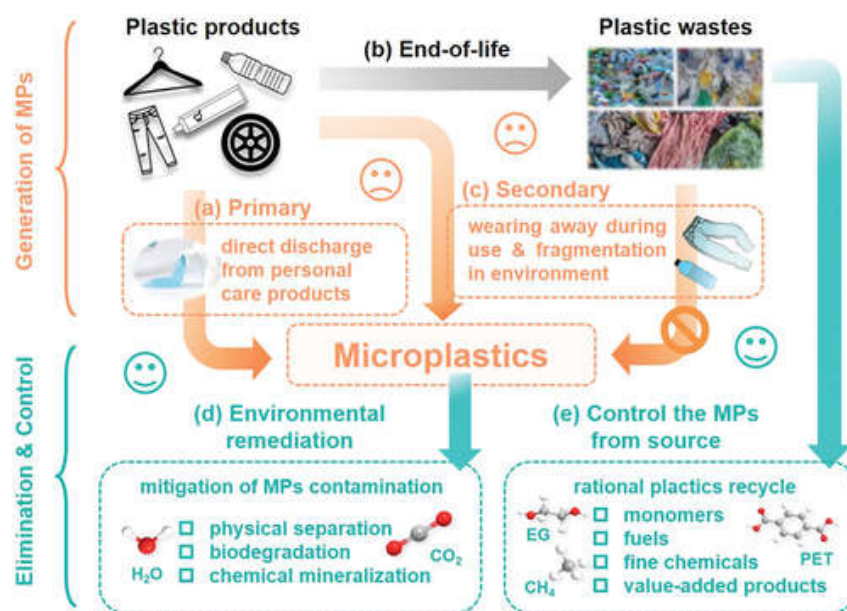 Plastic products
(b) End-of-life
Plastic wastes
Generation of MPs
(a) Primary
direct discharge
from personal
care products
(c) Secondary
wearing away during
use & fragmentation
in environment
Microplastics
Elimination & Control
(d) Environmental
remediation
mitigation of MPs contamination
physical separation
biodegradation
chemical mineralization
H2O
CO2
(e) Control the MPs
from source
rational plactics recycle
monomers
fuels
fine chemicals
value-added products
EG
CH4
PET